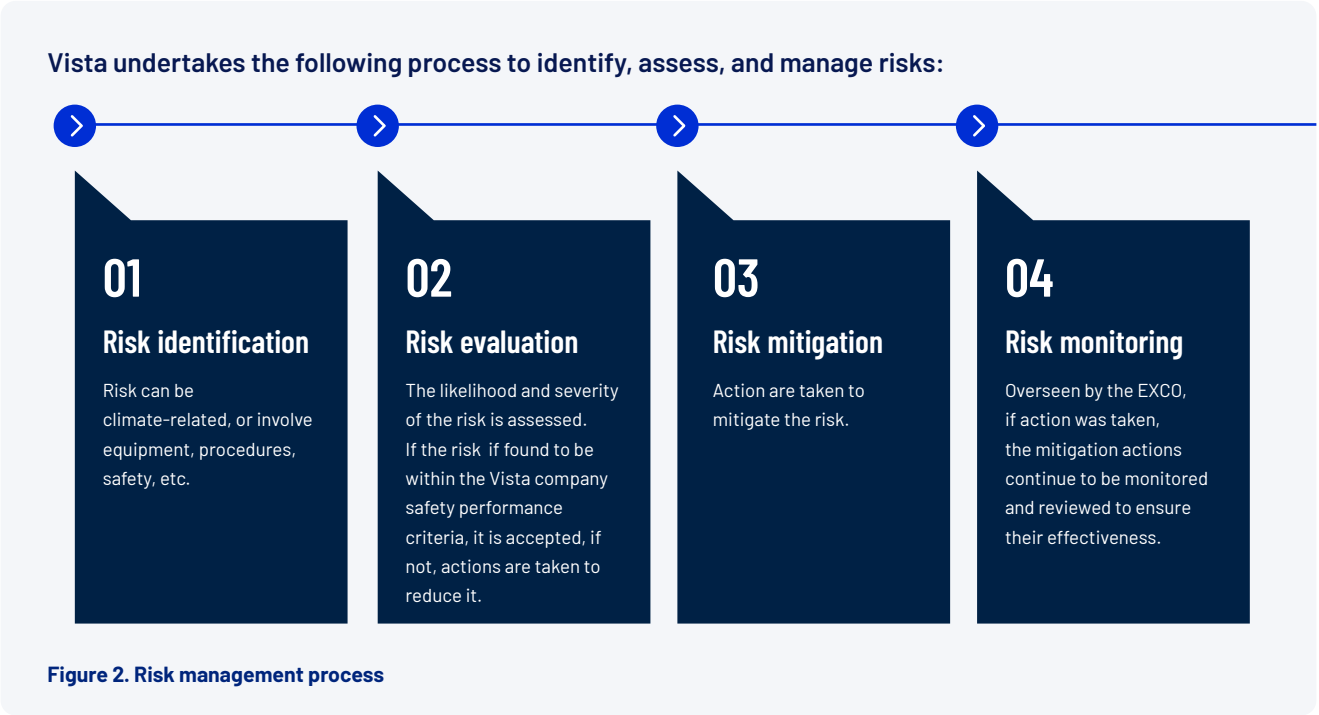 Vista undertakes the following process to identify, assess, and manage risks:
01
Risk identification
Risk can be
climate-related, or involve
equipment, procedures,
safety, etc.
02
Risk evaluation
The likelihood and severity
of the risk is assessed.
If the risk  if found to be
within the Vista company
safety performance
criteria, it is accepted, if
not, actions are taken to
reduce it.
03
Risk mitigation
Action are taken to
mitigate the risk.
04
Risk monitoring
Overseen by the EXCO,
if action was taken,
the mitigation actions
continue to be monitored
and reviewed to ensure
their effectiveness.
Figure 2. Risk management process